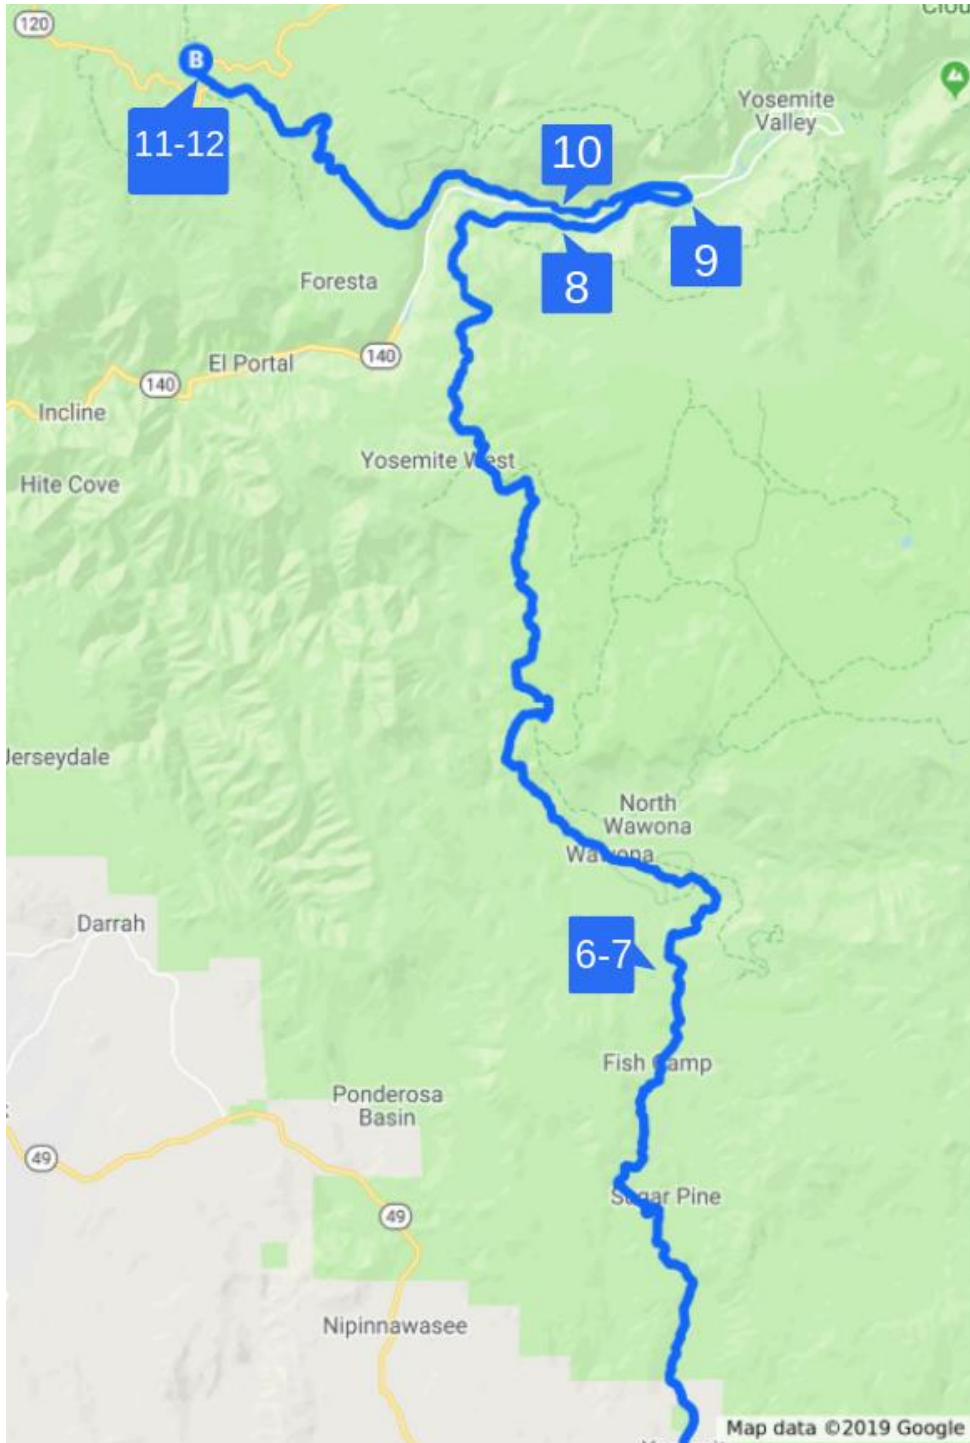 Clou
120
B
Yosemite
Valley
11-12
10
9
8
Foresta
El Portal
140
140
Incline
Yosemite West
Hite Cove
Jerseydale
North
Wawona
Wawona
Darrah
6-7
Fish Camp
Ponderosa
Basin
49
Sugar Pine
49
Nipinnawasee
Map data ©2019 Google